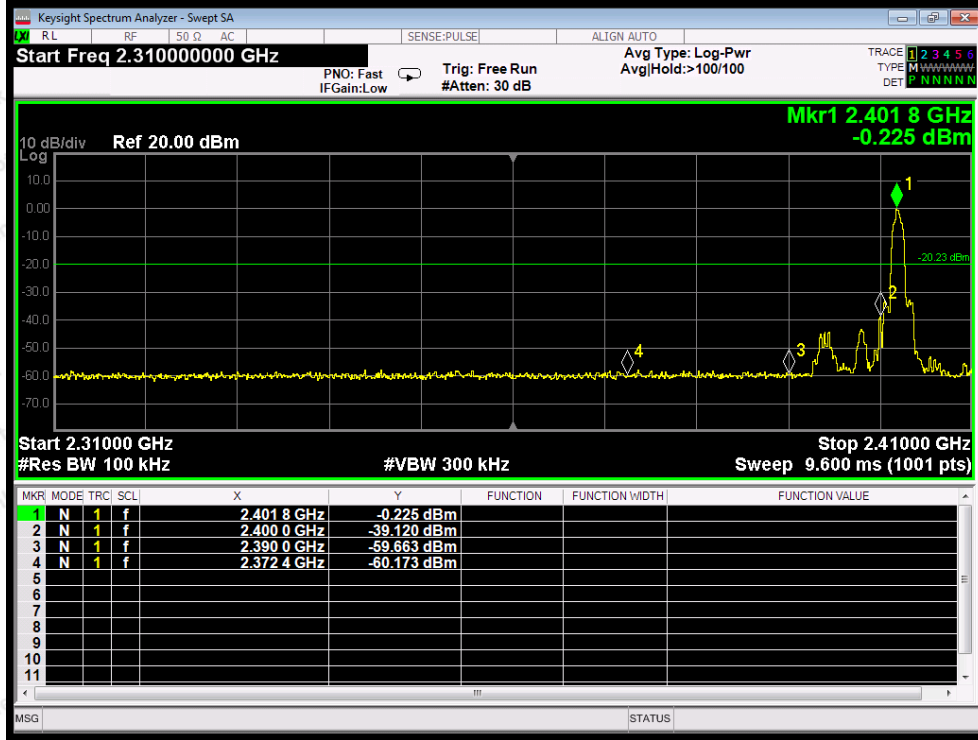 Keysight Spectrum Analyzer - Swept SA
LXI RL RF 50 Ω AC SENSE:PULSE ALIGN AUTO
Start Freq 2.310000000 GHz
PNO: Fast
IFGain:Low
Trig: Free Run
#Atten: 30 dB
Avg Type: Log-Pwr
Avg|Hold:>100/100
TRACE 1 2 3 4 5 6
TYPE M W W W W W
DET P N N N N N
Mkr1 2.401 8 GHz
-0.225 dBm
10 dB/div Ref 20.00 dBm
Log
10.0
0.00
-10.0
-20.0
-30.0
-40.0
-50.0
-60.0
-70.0
1
-20.23 dBm
2
3
4
Start 2.31000 GHz Stop 2.41000 GHz
#Res BW 100 kHz #VBW 300 kHz Sweep 9.600 ms (1001 pts)
MKR MODE TRC SCL X Y FUNCTION FUNCTION WIDTH FUNCTION VALUE
1 N 1 f 2.401 8 GHz -0.225 dBm
2 N 1 f 2.400 0 GHz -39.120 dBm
3 N 1 f 2.390 0 GHz -59.663 dBm
4 N 1 f 2.372 4 GHz -60.173 dBm
5
6
7
8
9
10
11
MSG STATUS